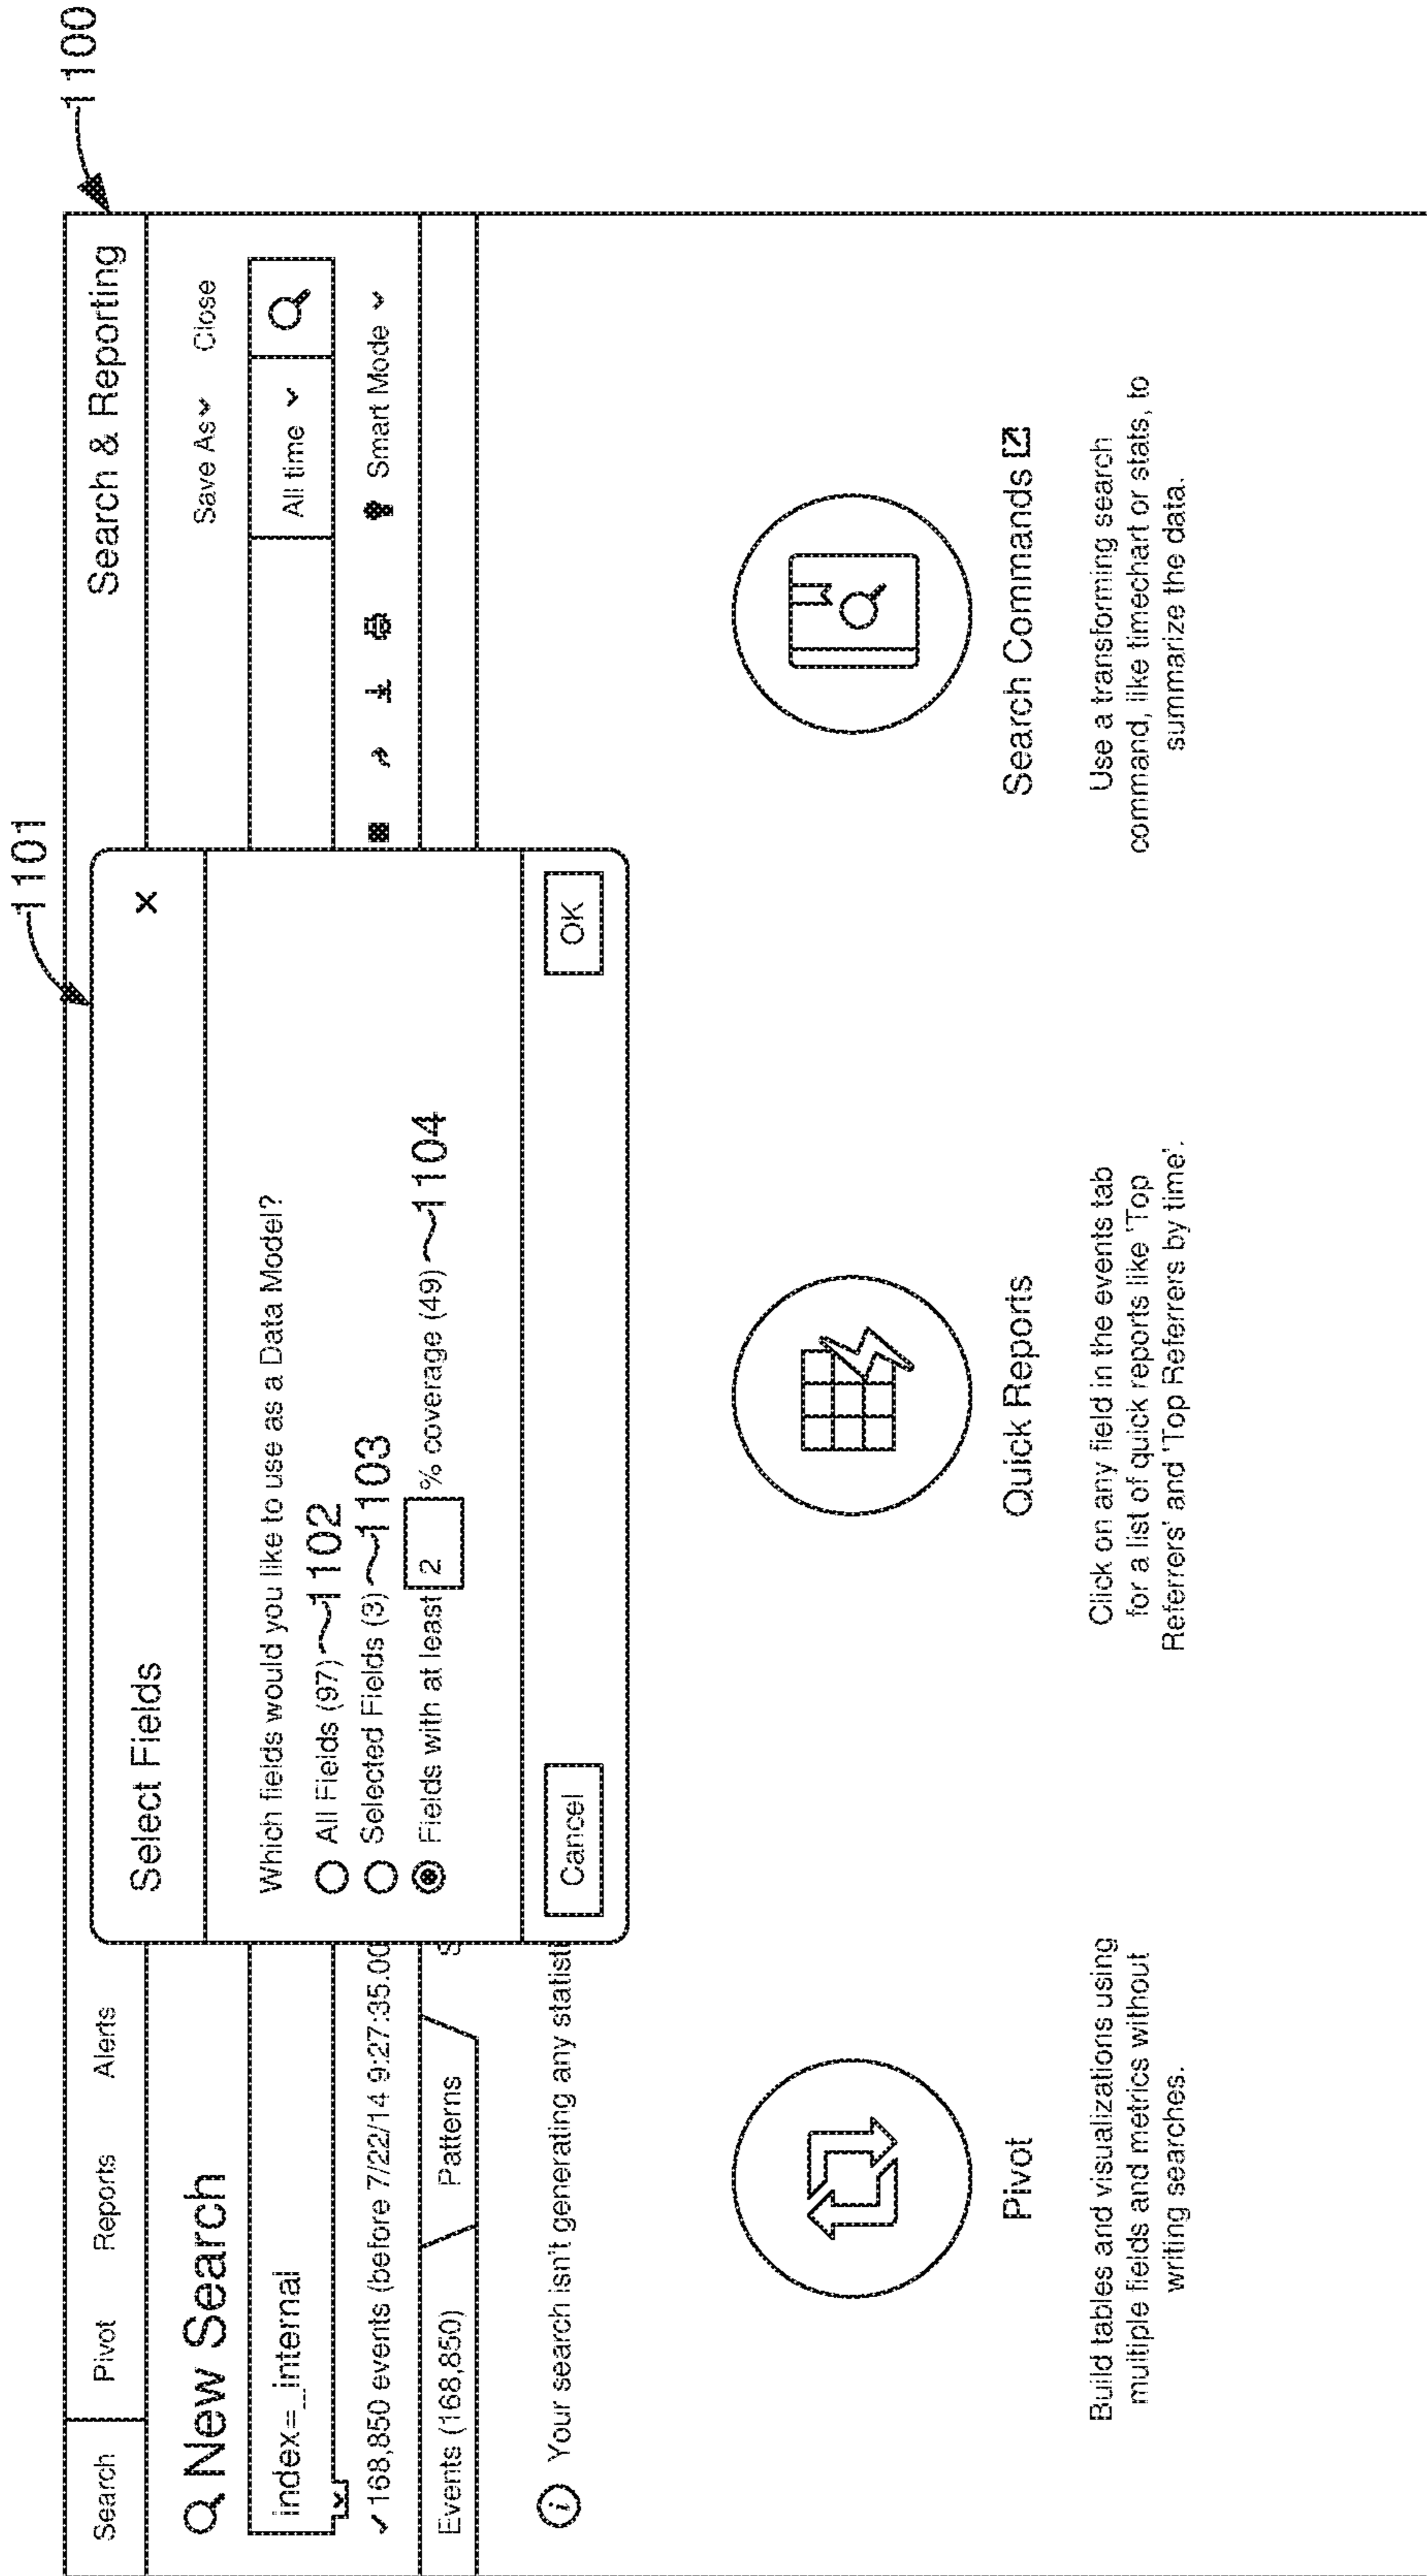 1100
1101
Search Pivot Reports Alerts Search & Reporting
New Search
Save As Close
index=_internal
All time
✓168,850 events (before 7/22/14 9:27:35.00
Smart Mode
Events (168,850) Patterns S
Your search isn't generating any statisti
Select Fields ×
Which fields would you like to use as a Data Model?
All Fields (97)~1102
Selected Fields (3)~1103
Fields with at least 2 % coverage (49)~1104
Cancel OK
Pivot
Build tables and visualizations using
multiple fields and metrics without
writing searches.
Quick Reports
Click on any field in the events tab
for a list of quick reports like 'Top
Referrers' and 'Top Referrers by time'.
Search Commands
Use a transforming search
command, like timechart or stats, to
summarize the data.